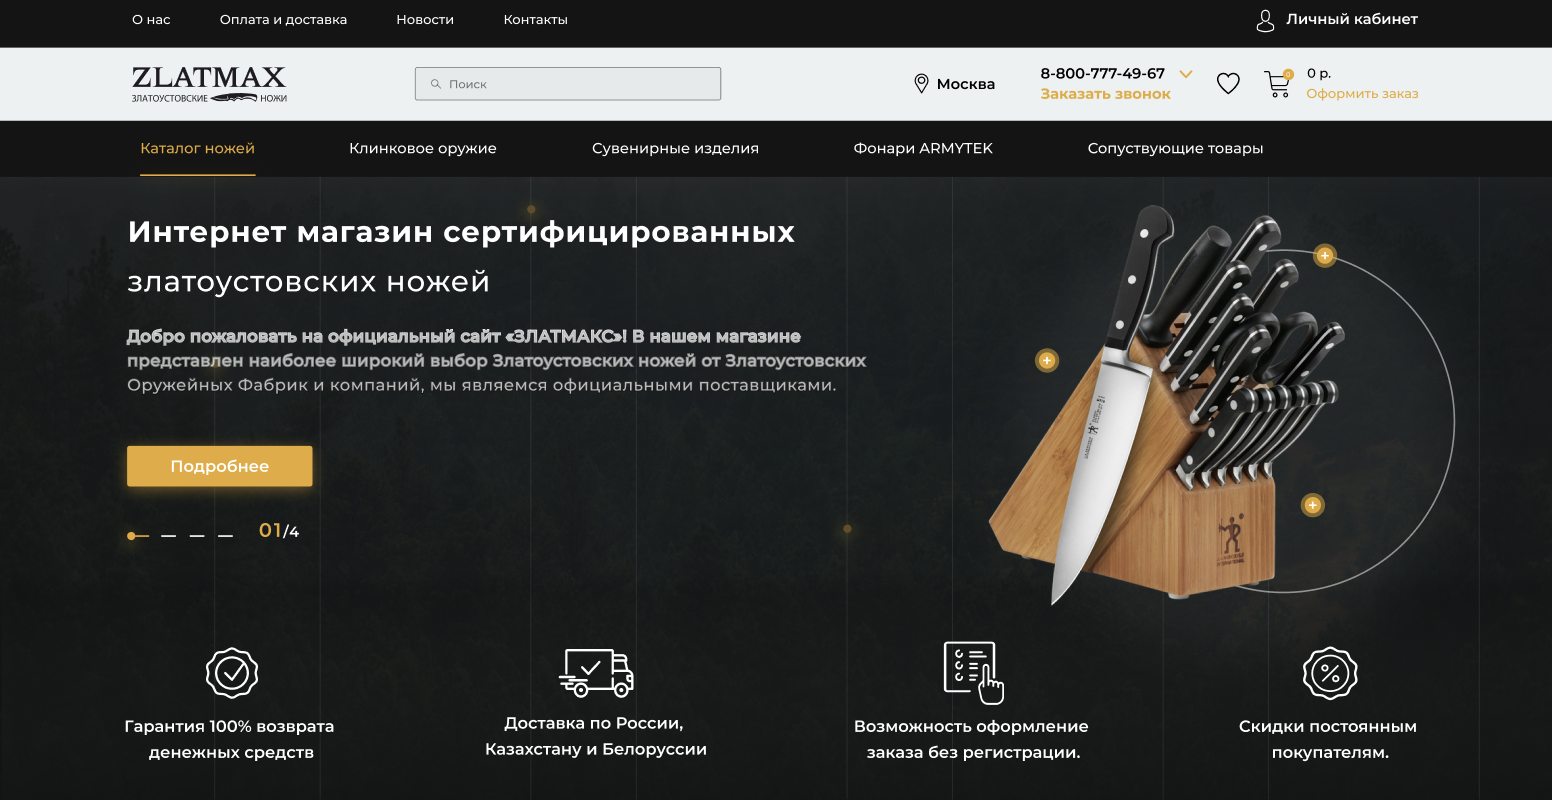 О нас
Оплата и доставка
Новости
Контакты
Личный кабинет
ZLATMAX
ЗЛАТОУСТОВСКИЕ НОЖИ
Поиск
Москва
8-800-777-49-67
Заказать звонок
0
0 р.
Оформить заказ
Каталог ножей
Клинковое оружие
Сувенирные изделия
Фонари ARMYTEK
Сопуствующие товары
Интернет магазин сертифицированных
златоустовских ножей
Добро пожаловать на официальный сайт «ЗЛАТМАКС»! В нашем магазине
представлен наиболее широкий выбор Златоустовских ножей от Златоустовских
Оружейных Фабрик и компаний, мы являемся официальными поставщиками.
Подробнее
01/4
Гарантия 100% возврата
денежных средств
Доставка по России,
Казахстану и Белоруссии
Возможность оформление
заказа без регистрации.
Скидки постоянным
покупателям.